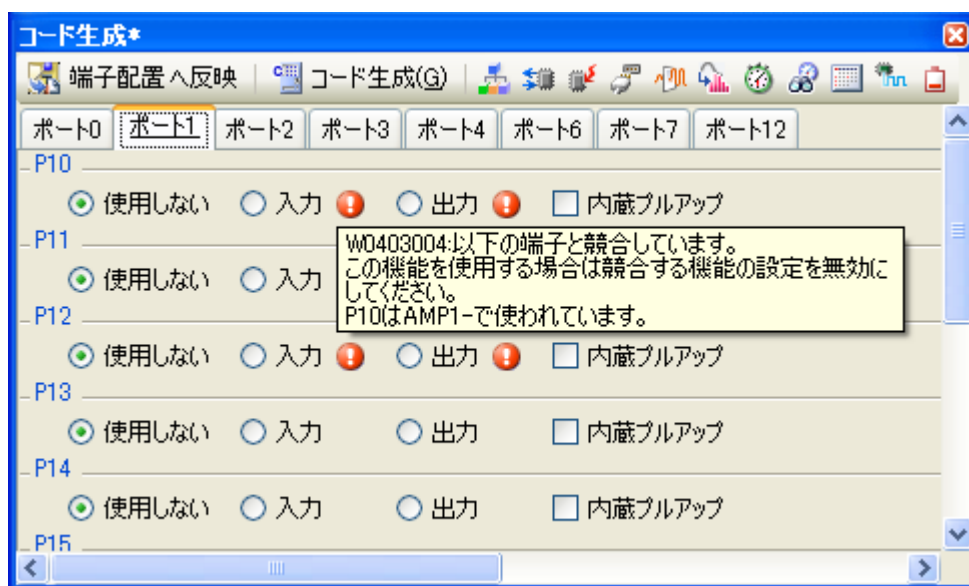 コード生成*
端子配置へ反映 コード生成(G)
ポート0 ポート1 ポート2 ポート3 ポート4 ポート6 ポート7 ポート12
P10
使用しない 入力 出力 内蔵プルアップ
P11
使用しない 入力
W0403004:以下の端子と競合しています。
この機能を使用する場合は競合する機能の設定を無効に
してください。
P10はAMP1-で使われています。
P12
使用しない 入力 出力 内蔵プルアップ
P13
使用しない 入力 出力 内蔵プルアップ
P14
使用しない 入力 出力 内蔵プルアップ
P15